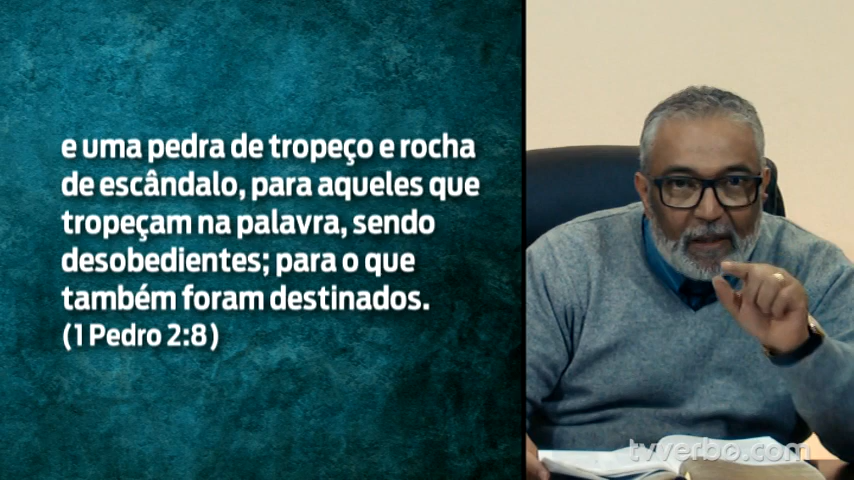 e uma pedra de tropeço e rocha
de escândalo, para aqueles que
tropeçam na palavra, sendo
desobedientes; para o que
também foram destinados.
(1 Pedro 2:8)
tvverbo.com